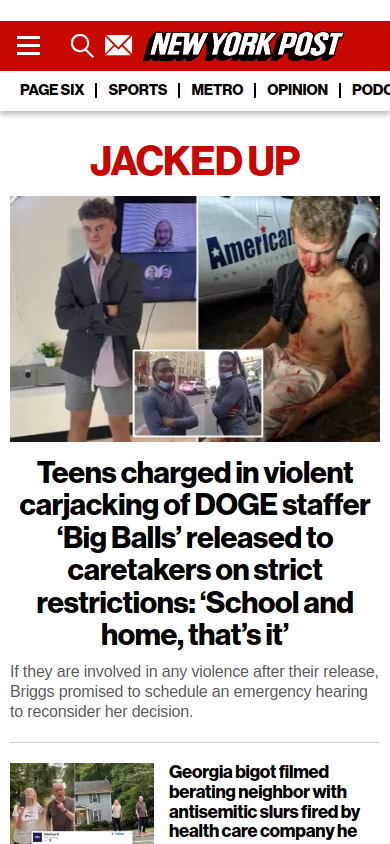 NEW YORK POST
PAGE SIX | SPORTS | METRO | OPINION | PODC
JACKED UP
American
Teens charged in violent
carjacking of DOGE staffer
‘Big Balls’ released to
caretakers on strict
restrictions: ‘School and
home, that’s it’
If they are involved in any violence after their release,
Briggs promised to schedule an emergency hearing
to reconsider her decision.
Georgia bigot filmed
berating neighbor with
antisemitic slurs fired by
health care company he